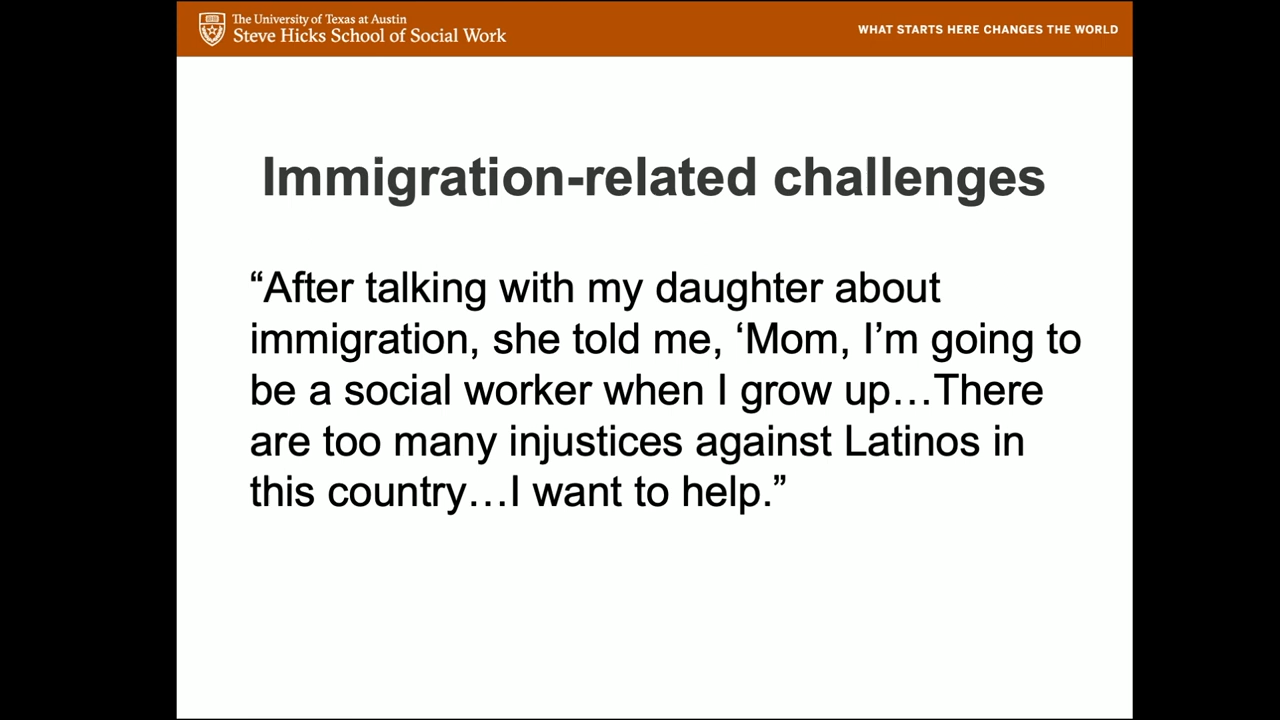 The University of Texas at Austin
Steve Hicks School of Social Work
WHAT STARTS HERE CHANGES THE WORLD
Immigration-related challenges
“After talking with my daughter about
immigration, she told me, ‘Mom, I’m going to
be a social worker when I grow up…There
are too many injustices against Latinos in
this country…I want to help.”